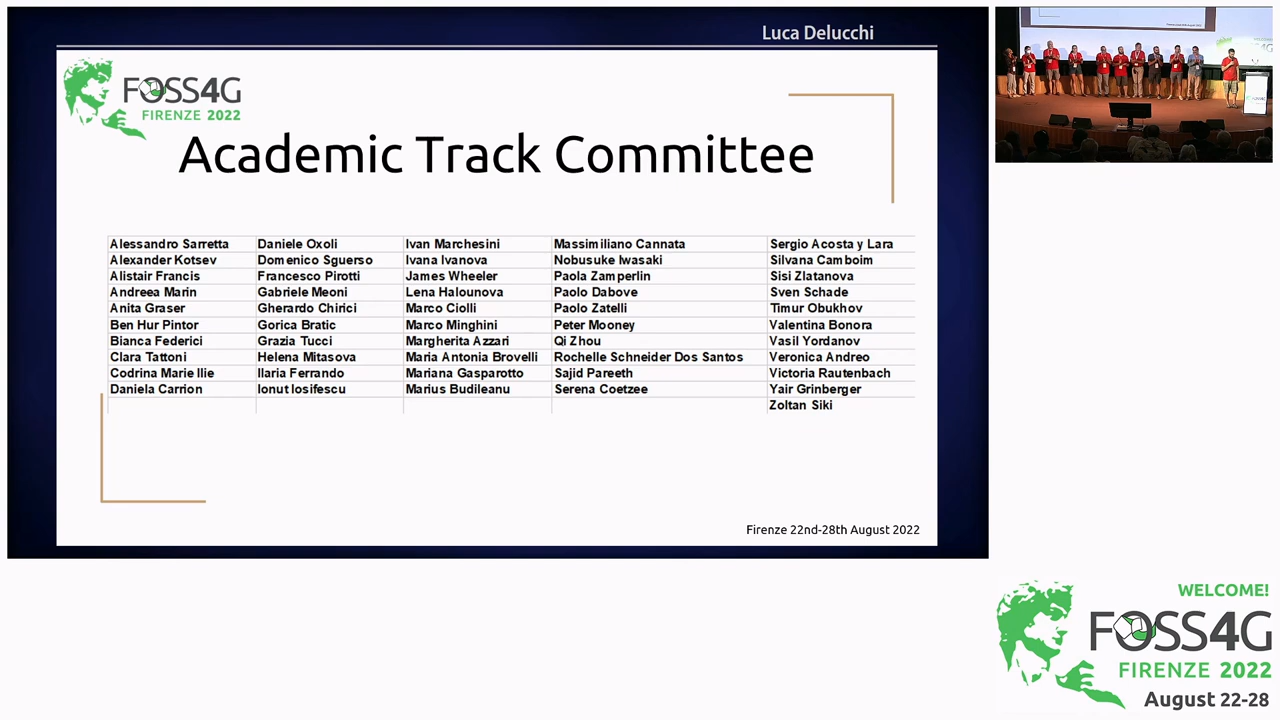 Luca Delucchi
FOSS4G
FIRENZE 2022
Academic Track Committee
Alessandro Sarretta Daniele Oxoli Ivan Marchesini Massimiliano Cannata Sergio Acosta y Lara
Alexander Kotsev Domenico Sguerso Ivana Ivanova Nobusuke Iwasaki Silvana Camboim
Alistair Francis Francesco Pirotti James Wheeler Paola Zamperlin Sisi Zlatanova
Andreea Marin Gabriele Meoni Lena Halounova Paolo Dabove Sven Schade
Anita Graser Gherardo Chirici Marco Ciolli Paolo Zatelli Timur Obukhov
Ben Hur Pintor Gorica Bratic Marco Minghini Peter Mooney Valentina Bonora
Bianca Federici Grazia Tucci Margherita Azzari Qi Zhou Vasil Yordanov
Clara Tattoni Helena Mitasova Maria Antonia Brovelli Rochelle Schneider Dos Santos Veronica Andreo
Codrina Marie Ilie Ilaria Ferrando Mariana Gasparotto Sajid Pareeth Victoria Rautenbach
Daniela Carrion Ionut Iosifescu Marius Budileanu Serena Coetzee Yair Grinberger
Zoltan Siki
Firenze 22nd-28th August 2022
WELCOME!
FOSS4G
FIRENZE 2022
August 22-28